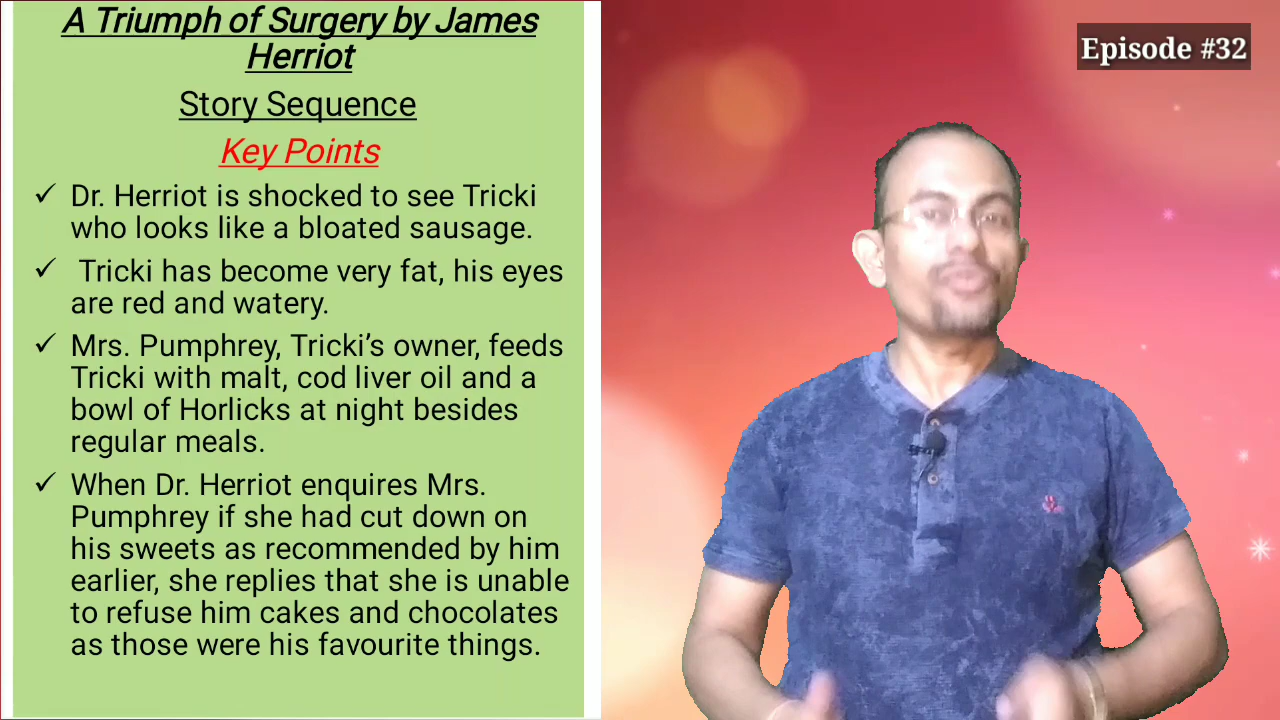 A Triumph of Surgery by James
Herriot
Story Sequence
Key Points
✓ Dr. Herriot is shocked to see Tricki
who looks like a bloated sausage.
✓ Tricki has become very fat, his eyes
are red and watery.
✓ Mrs. Pumphrey, Tricki’s owner, feeds
Tricki with malt, cod liver oil and a
bowl of Horlicks at night besides
regular meals.
✓ When Dr. Herriot enquires Mrs.
Pumphrey if she had cut down on
his sweets as recommended by him
earlier, she replies that she is unable
to refuse him cakes and chocolates
as those were his favourite things.
Episode #32